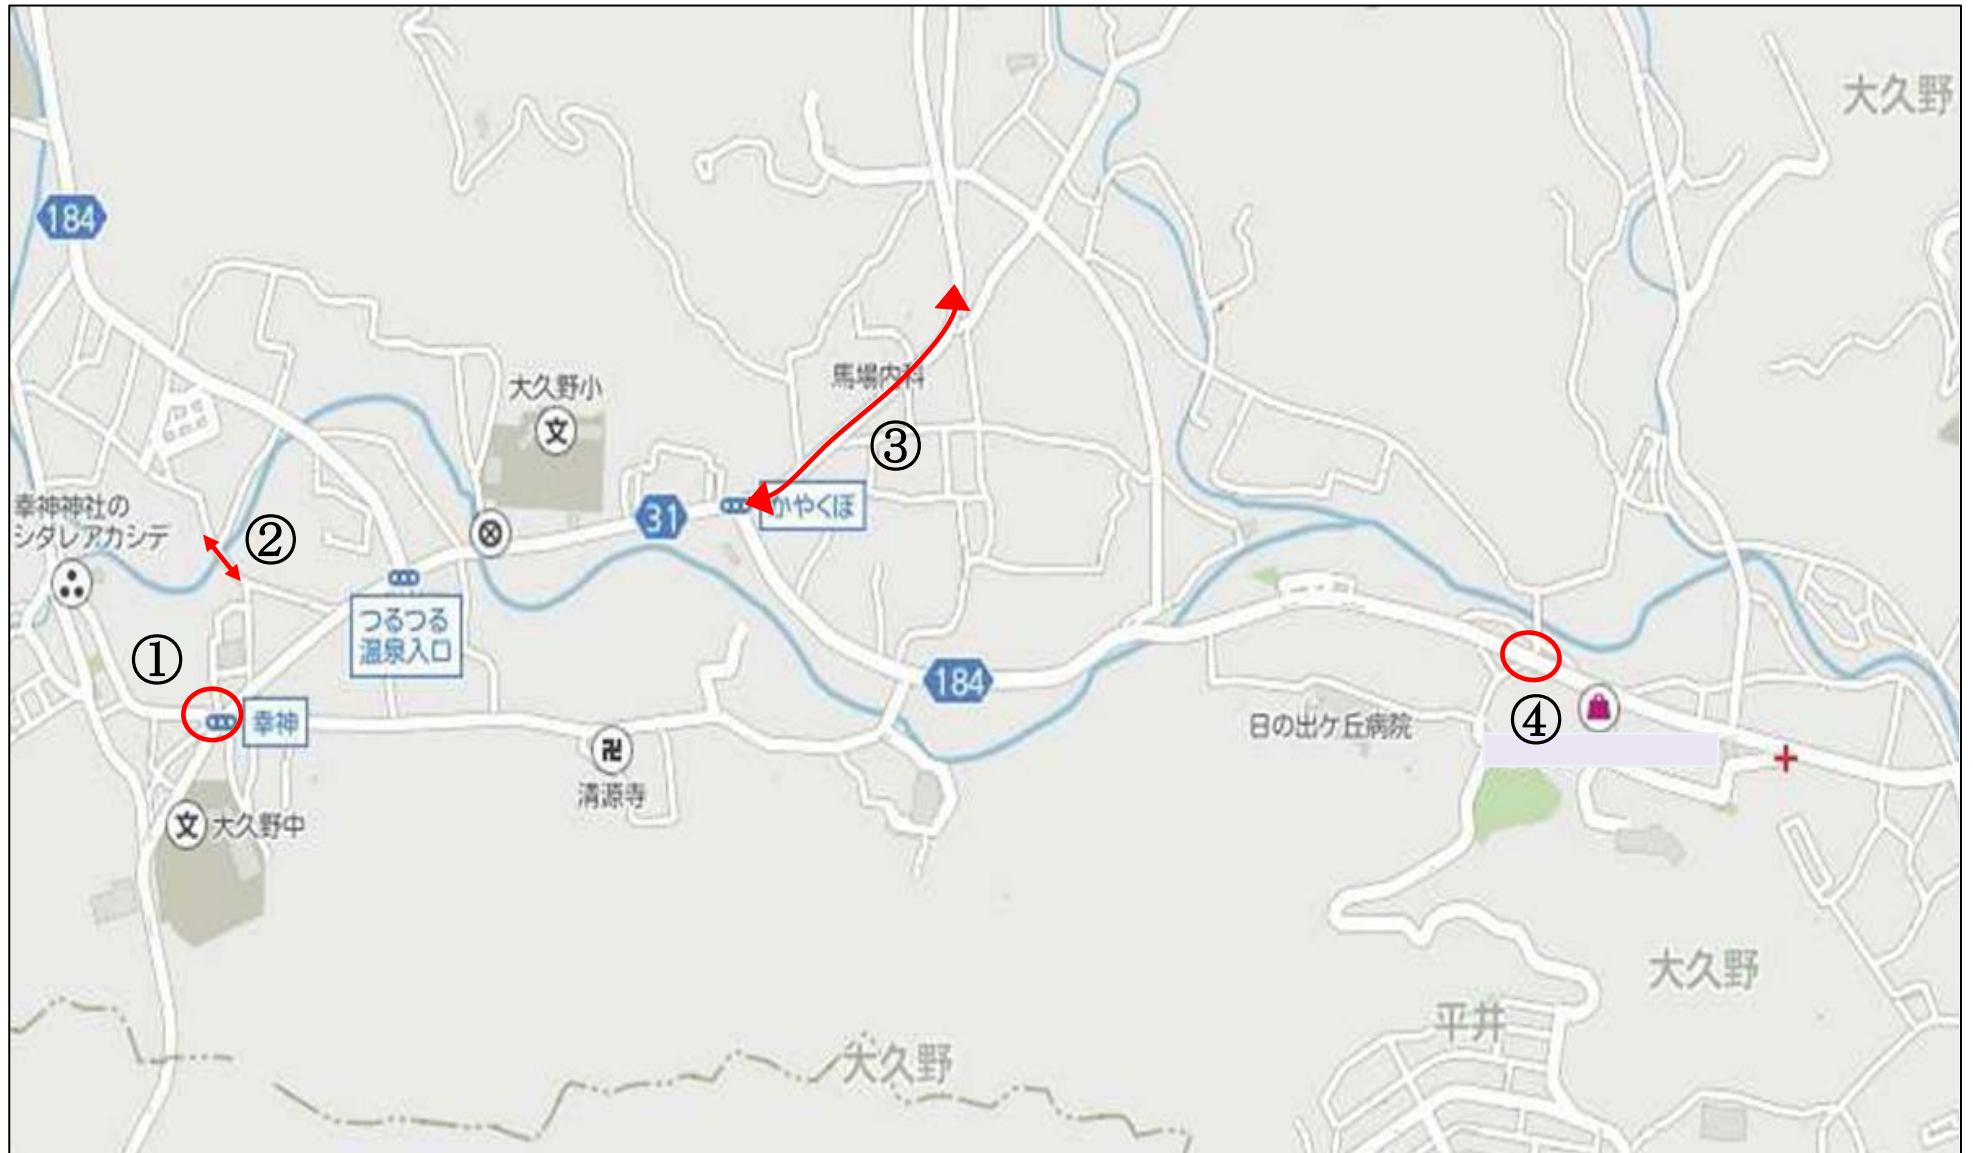 大久野
184
大久野小
文
馬場内科
③
かやくぼ
31
幸神神社の
シダレアカシデ
②
つるつる
温泉入口
①
幸神
184
卍
清源寺
日の出ケ丘病院
④
文
大久野中
大久野
平井
大久野